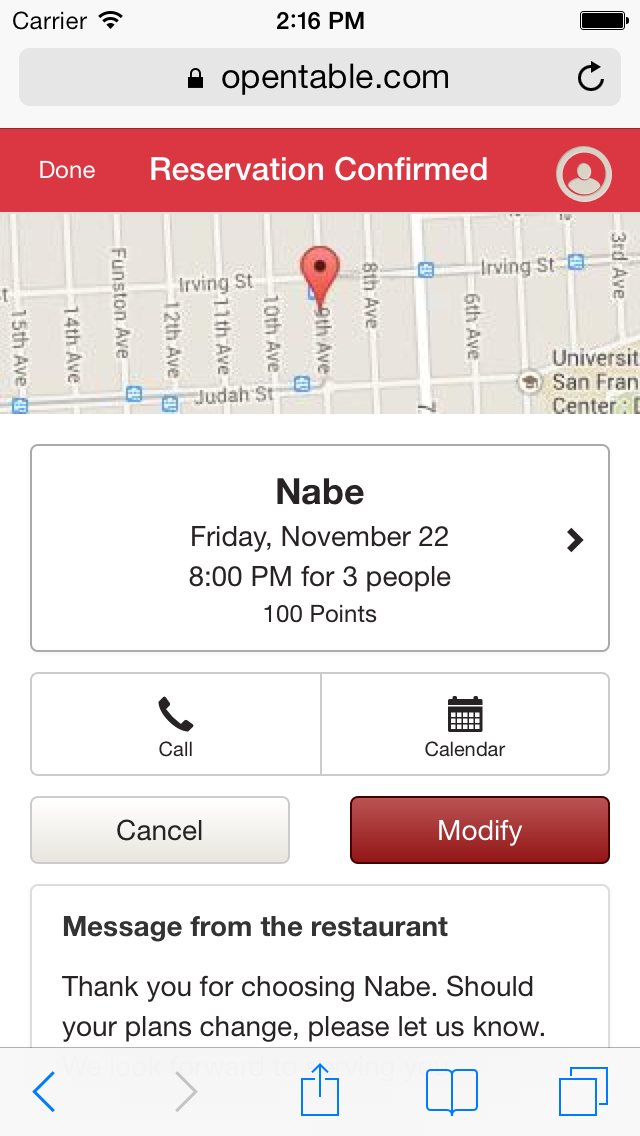 Carrier 2:16 PM
opentable.com
Done Reservation Confirmed
Funston Ave
8th Ave
Irving St
3rd Ave
Irving St
15th Ave
14th Ave
12th Ave
11th Ave
10th Ave
9th Ave
6th Ave
Universit
San Fran
Center
Judah St
7
Nabe
Friday, November 22
8:00 PM for 3 people
100 Points
Call Calendar
Cancel Modify
Message from the restaurant
Thank you for choosing Nabe. Should
your plans change, please let us know.
We look forward to serving